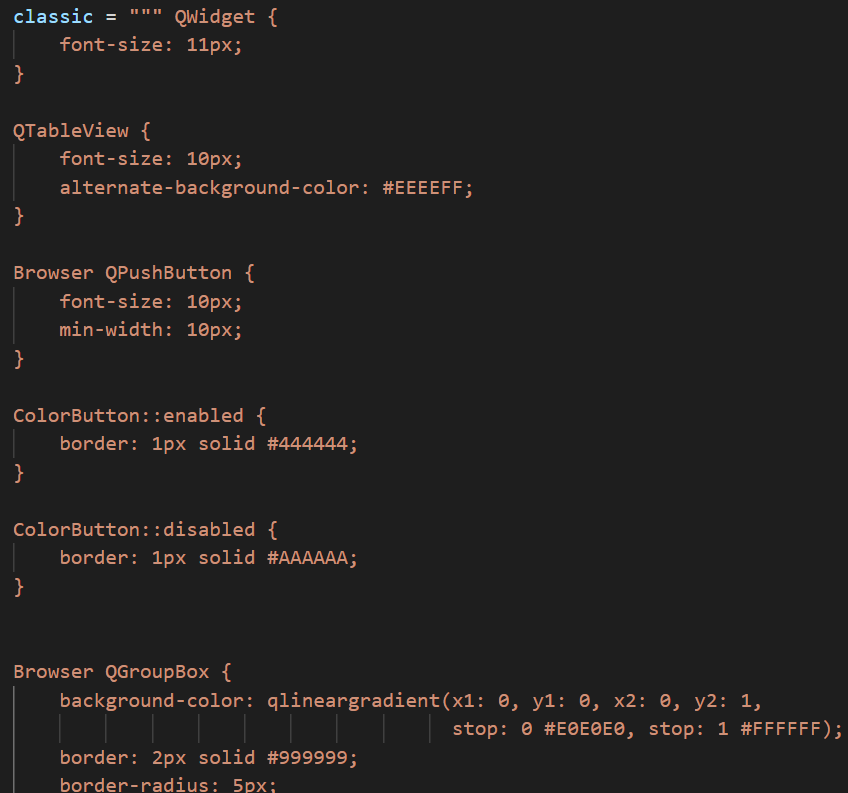 classic = """ QWidget {
    font-size: 11px;
}

QTableView {
    font-size: 10px;
    alternate-background-color: #EEEEFF;
}

Browser QPushButton {
    font-size: 10px;
    min-width: 10px;
}

ColorButton::enabled {
    border: 1px solid #444444;
}

ColorButton::disabled {
    border: 1px solid #AAAAAA;
}


Browser QGroupBox {
    background-color: qlineargradient(x1: 0, y1: 0, x2: 0, y2: 1,
                                      stop: 0 #E0E0E0, stop: 1 #FFFFFF);
    border: 2px solid #999999;
    border-radius: 5px;